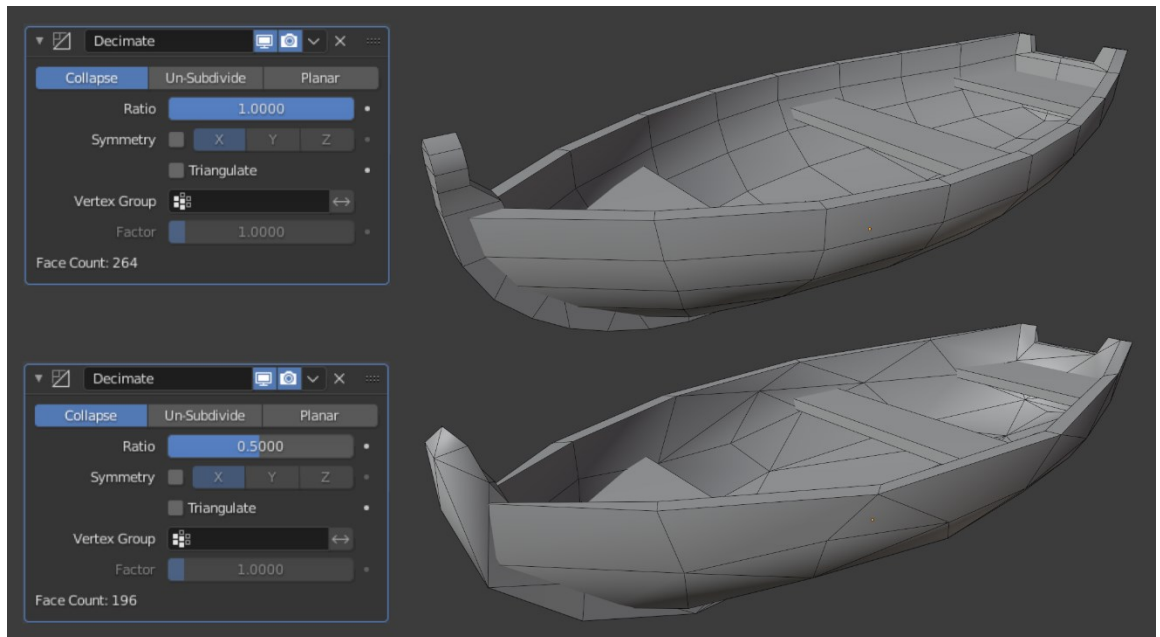 Decimate
Collapse Un-Subdivide Planar
Ratio 1.0000
Symmetry X Y Z
Triangulate
Vertex Group
Factor 1.0000
Face Count: 264
Decimate
Collapse Un-Subdivide Planar
Ratio 0.5000
Symmetry X Y Z
Triangulate
Vertex Group
Factor 1.0000
Face Count: 196